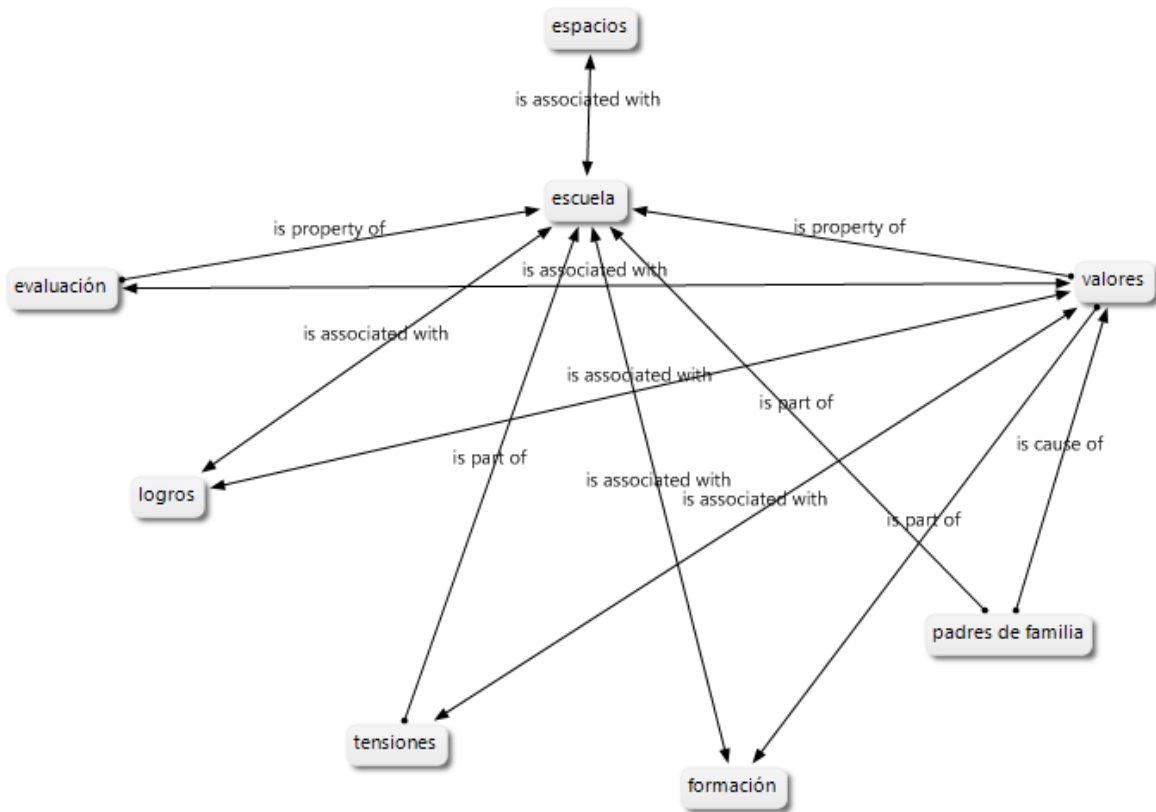 espacios
is associated with
escuela
is property of
is property of
is associated with
evaluación
valores
is associated with
is associated with
is part of
is cause of
is part of
is associated with
logros
is associated with
is part of
padres de familia
tensiones
formación